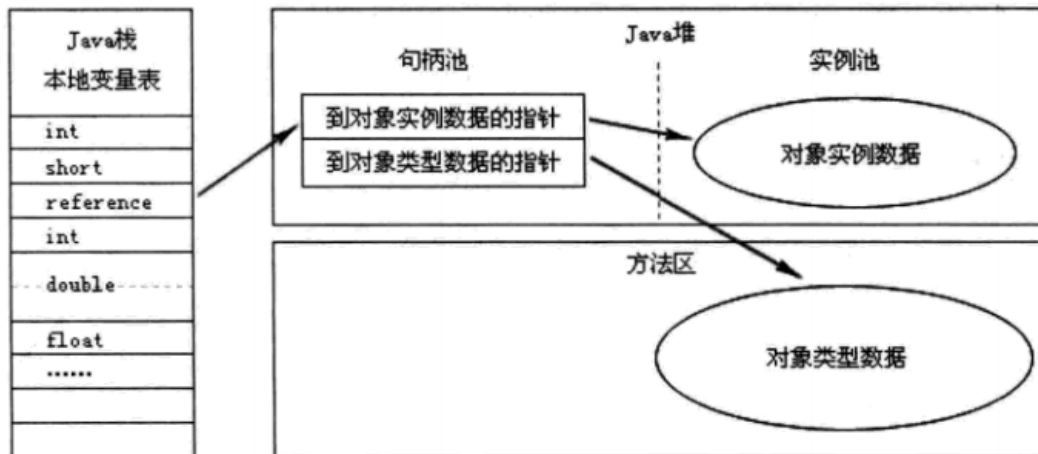 Java栈
本地变量表
int
short
reference
int
double
float
……
Java堆
句柄池
实例池
到对象实例数据的指针
到对象类型数据的指针
对象实例数据
方法区
对象类型数据